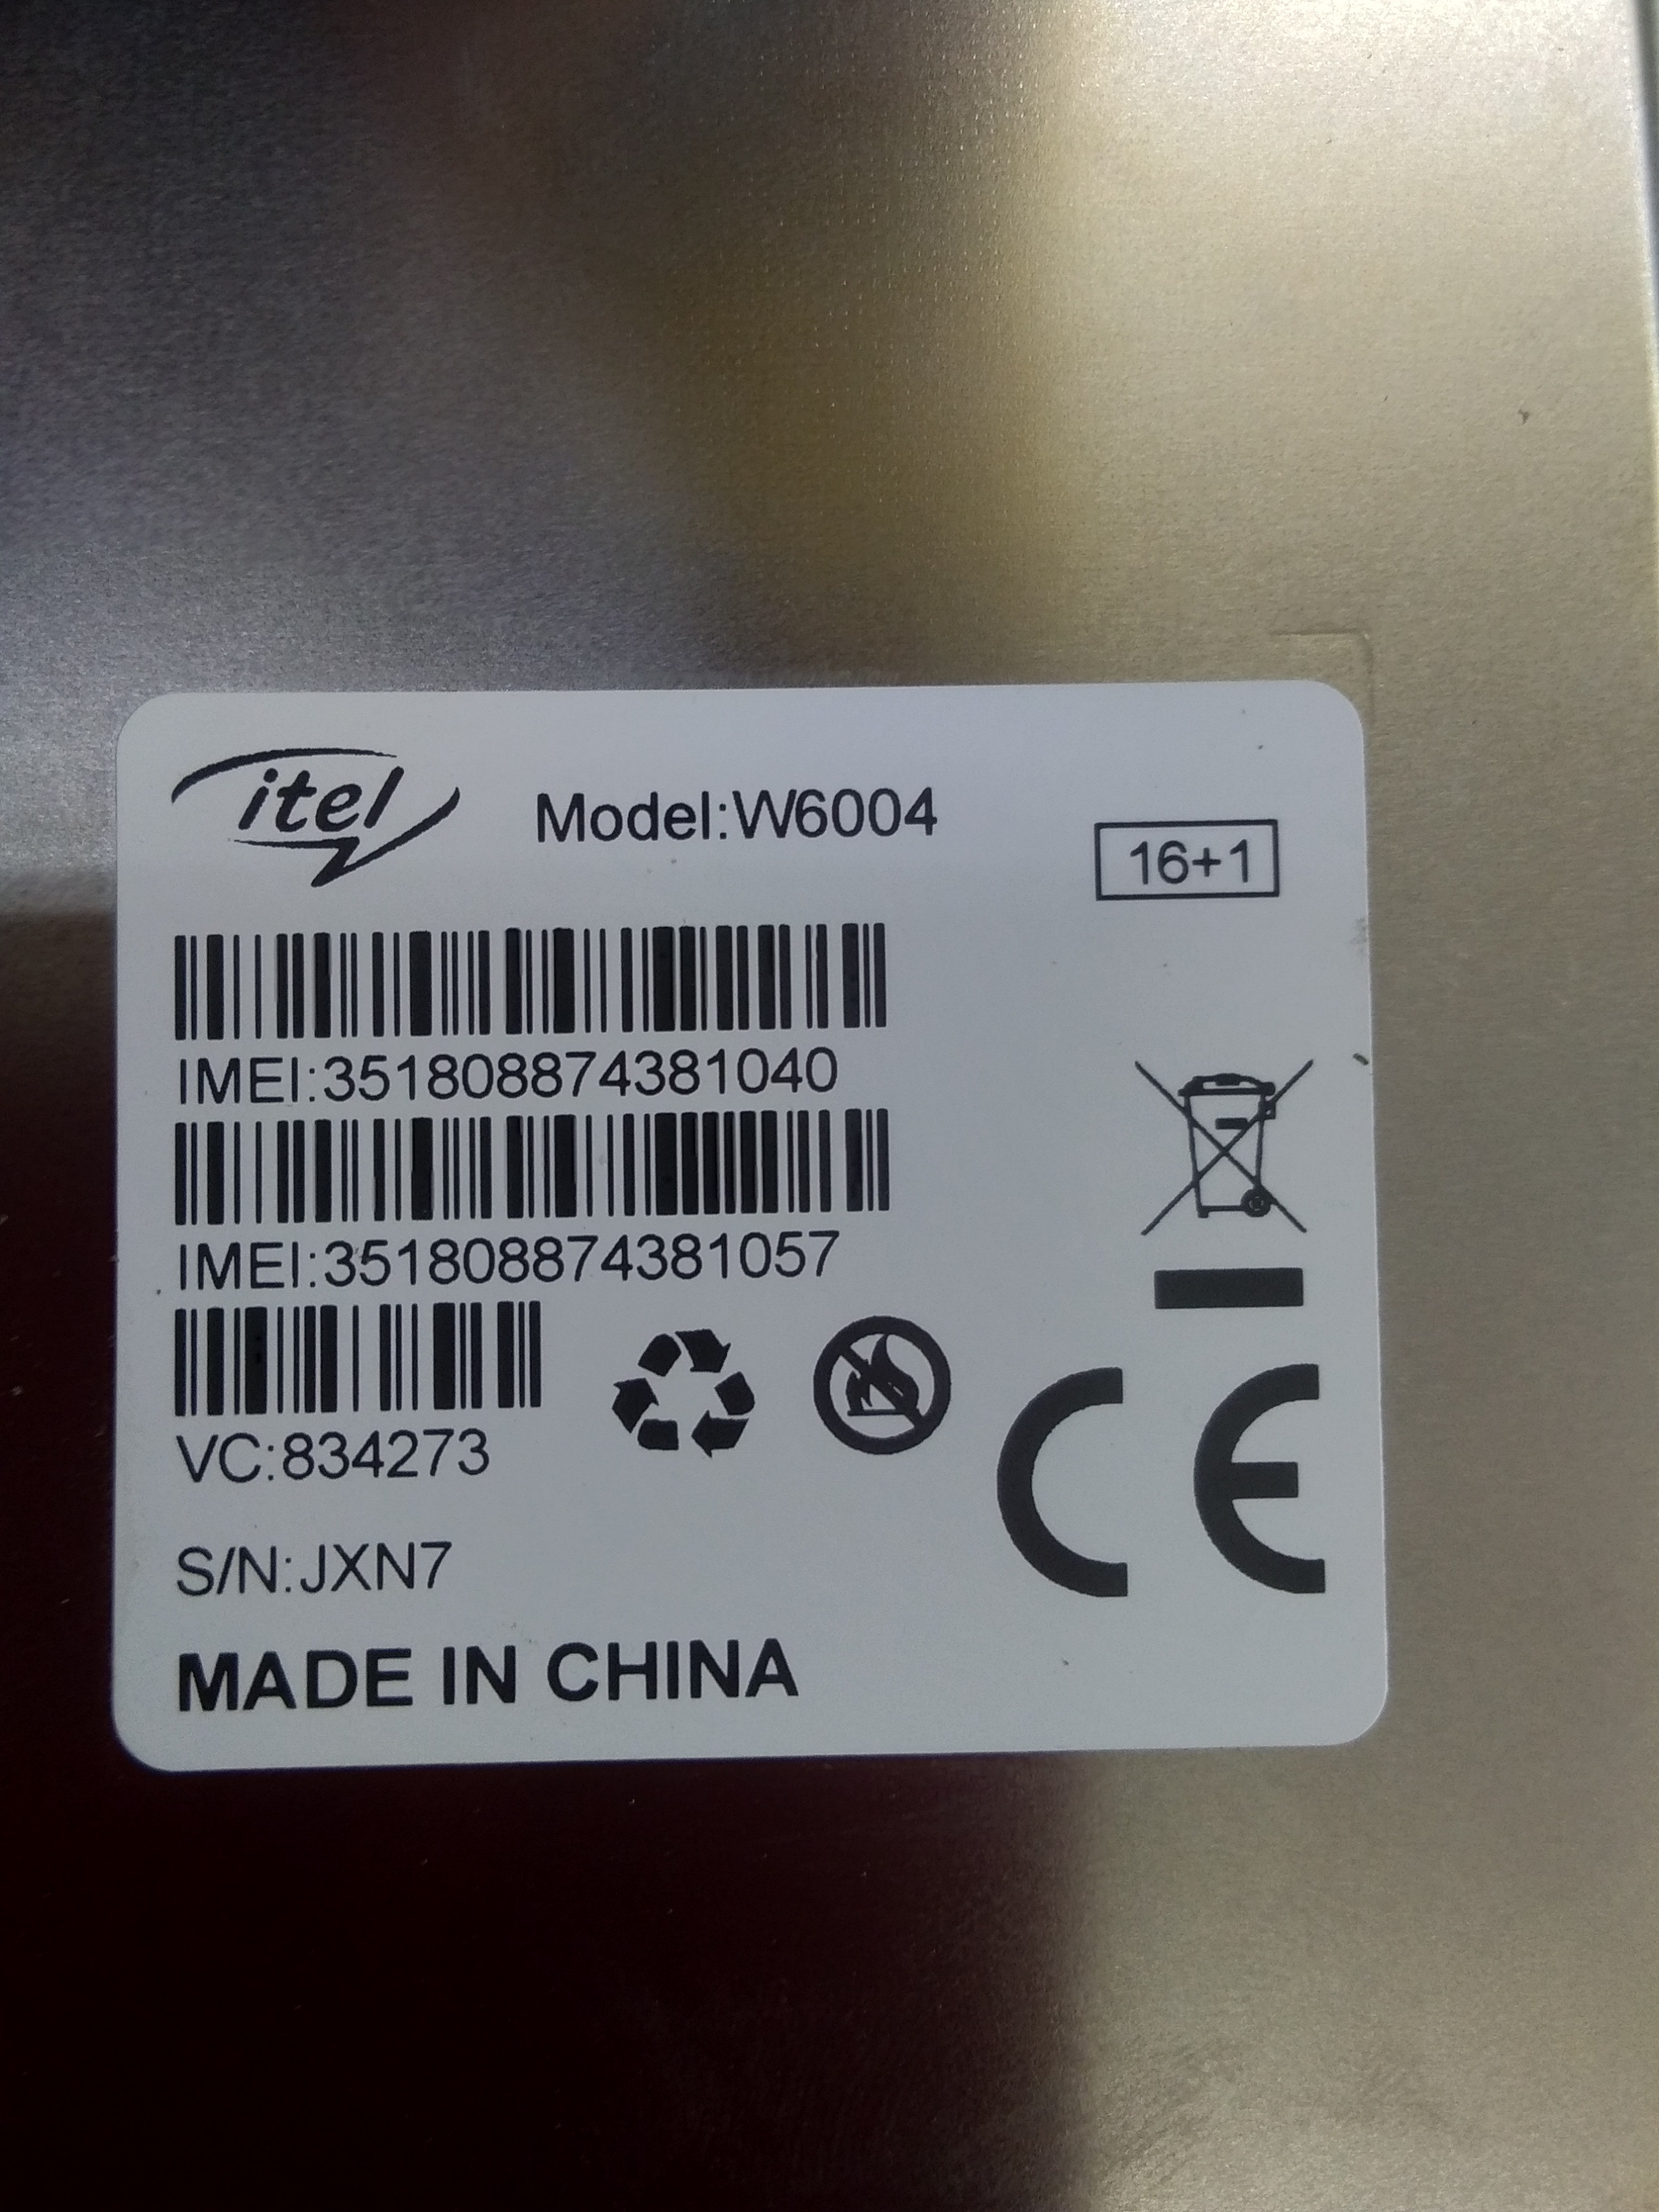 itel Model:W6004
16+1
IMEI:351808874381040
IMEI:351808874381057
VC:834273
S/N:JXN7
CE
MADE IN CHINA